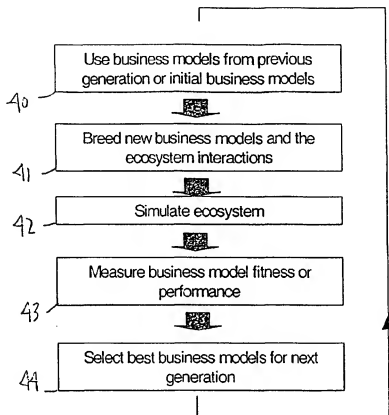 Use business models from previous
generation or initial business models
40
Breed new business models and the
ecosystem interactions
41
Simulate ecosystem
42
Measure business model fitness or
performance
43
Select best business models for next
generation
44